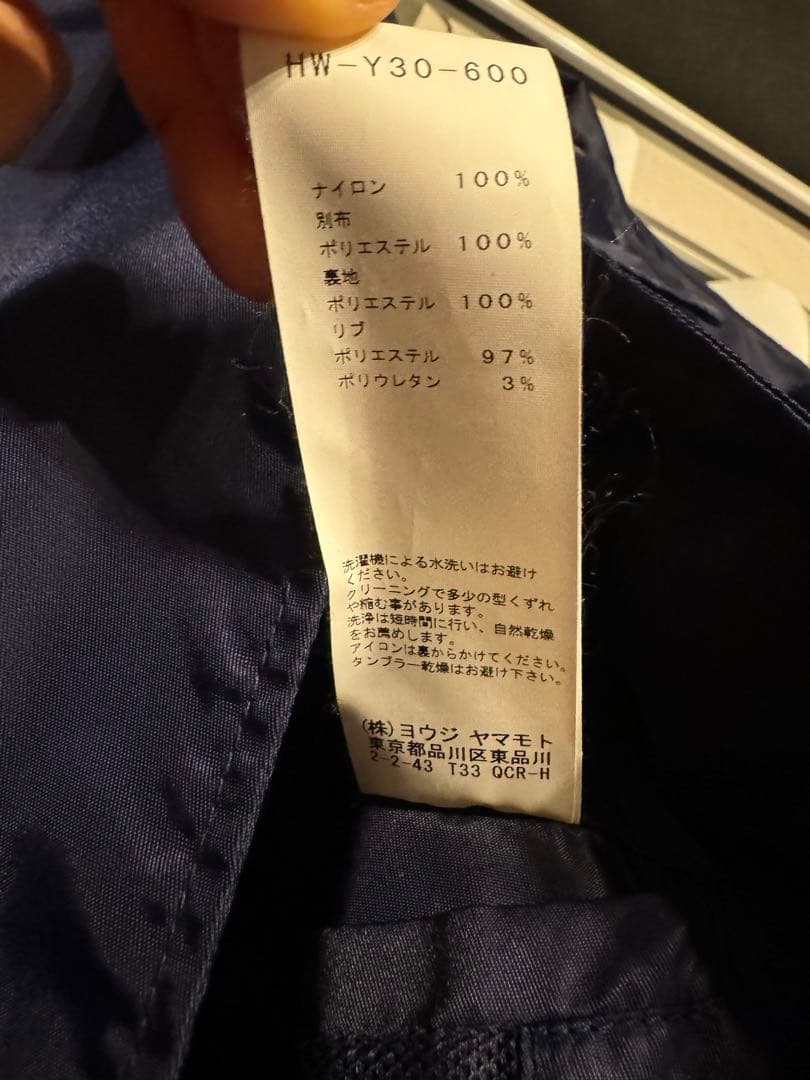 HW-Y30-600
ナイロン 100%
別布
ポリエステル 100%
裏地
ポリエステル 100%
リブ
ポリエステル 97%
ポリウレタン 3%
洗濯機による水洗いはお避け
ください。
クリーニングで多少の型くずれ
や縮む事があります。
洗浄は短時間に行い、自然乾燥
をお薦めします。
アイロンは裏からかけてください。
タンブラー乾燥はお避け下さい。
(株)ヨウジ ヤマモト
東京都品川区東品川
2-2-43 T33 QCR-H